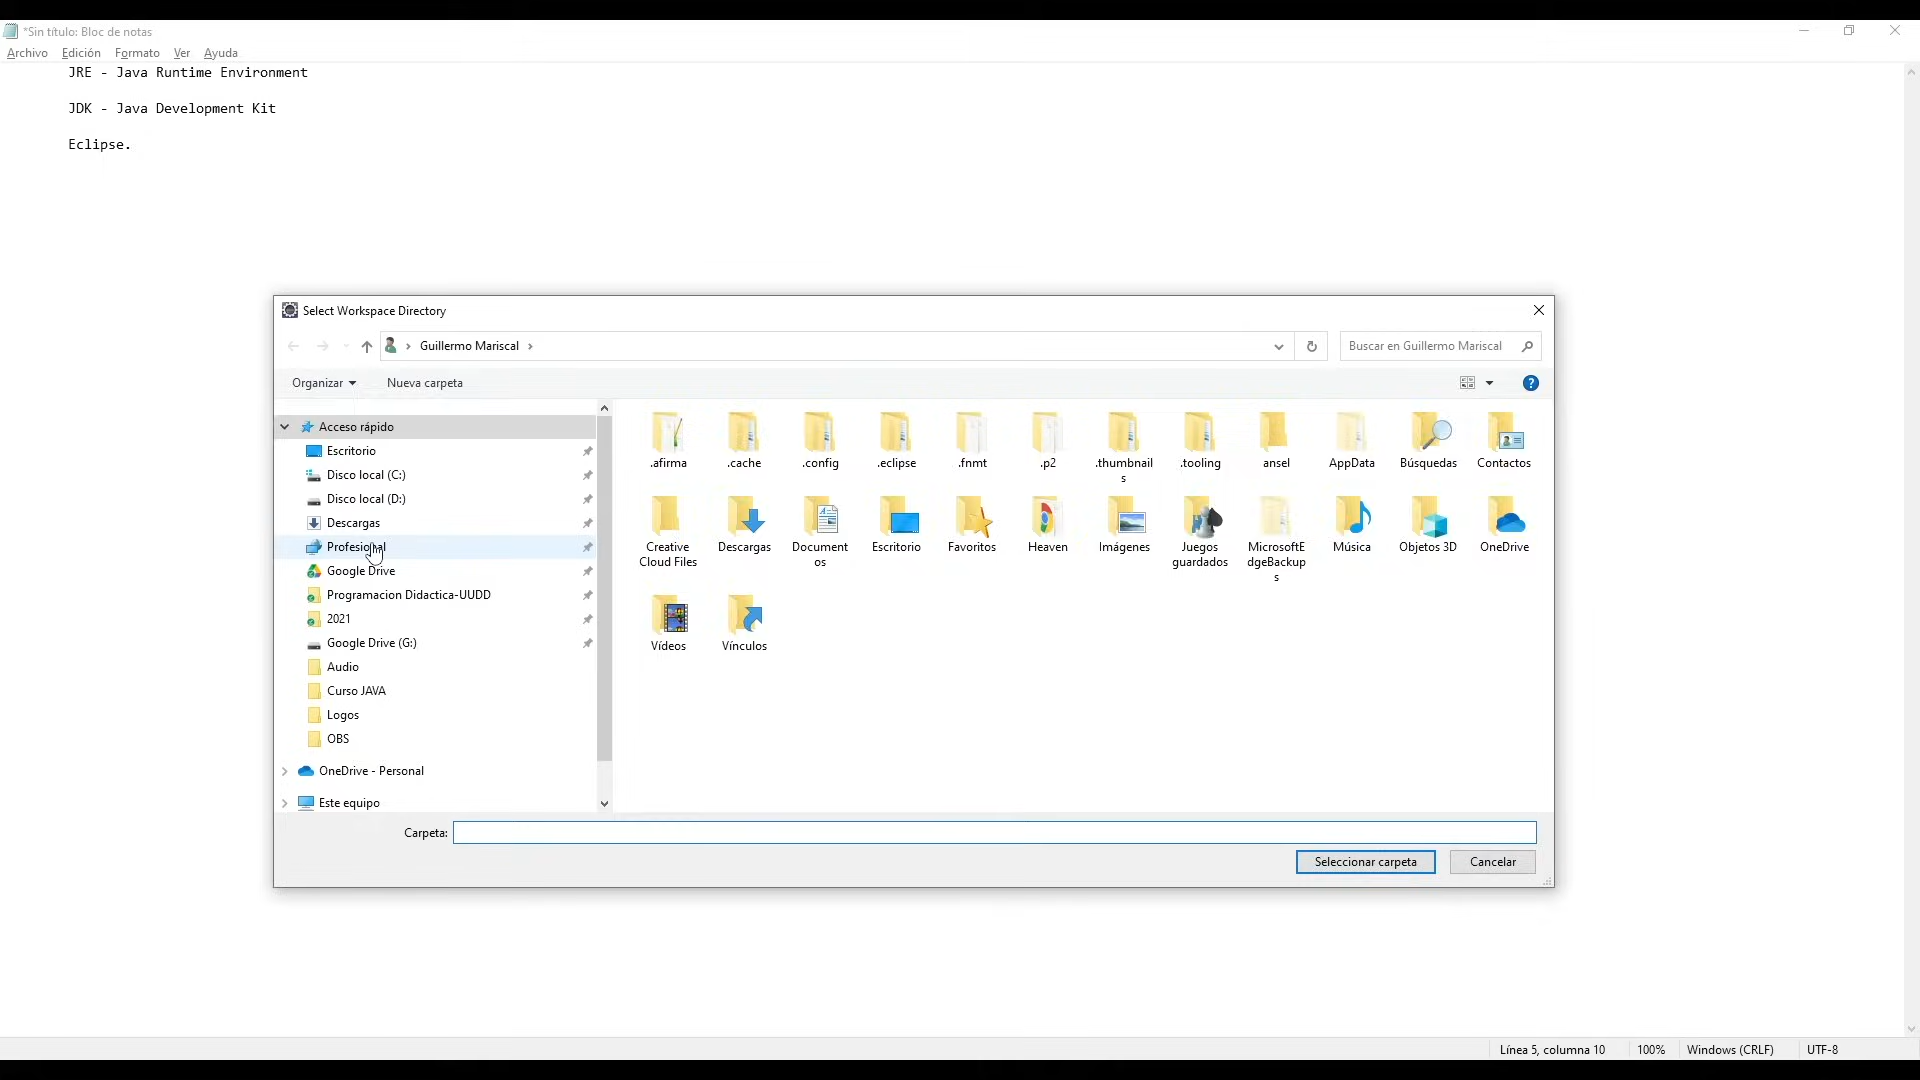 *Sin título: Bloc de notas
Archivo Edición Formato Ver Ayuda
JRE - Java Runtime Environment
JDK - Java Development Kit
Eclipse.
Select Workspace Directory
Guillermo Mariscal
Buscar en Guillermo Mariscal
Organizar Nueva carpeta
Acceso rápido
Escritorio
Disco local (C:)
Disco local (D:)
Descargas
Profesional
Google Drive
Programacion Didactica-UUDD
2021
Google Drive (G:)
Audio
Curso JAVA
Logos
OBS
OneDrive - Personal
Este equipo
.afirma .cache .config .eclipse .fnmt .p2 .thumbnail .tooling ansel AppData Búsquedas Contactos
s
Creative Descargas Document Escritorio Favoritos Heaven Imágenes Juegos MicrosoftE Música Objetos 3D OneDrive
Cloud Files os guardados dgeBackup
s
Vídeos Vínculos
Carpeta:
Seleccionar carpeta Cancelar
Línea 5, columna 10 100% Windows (CRLF) UTF-8